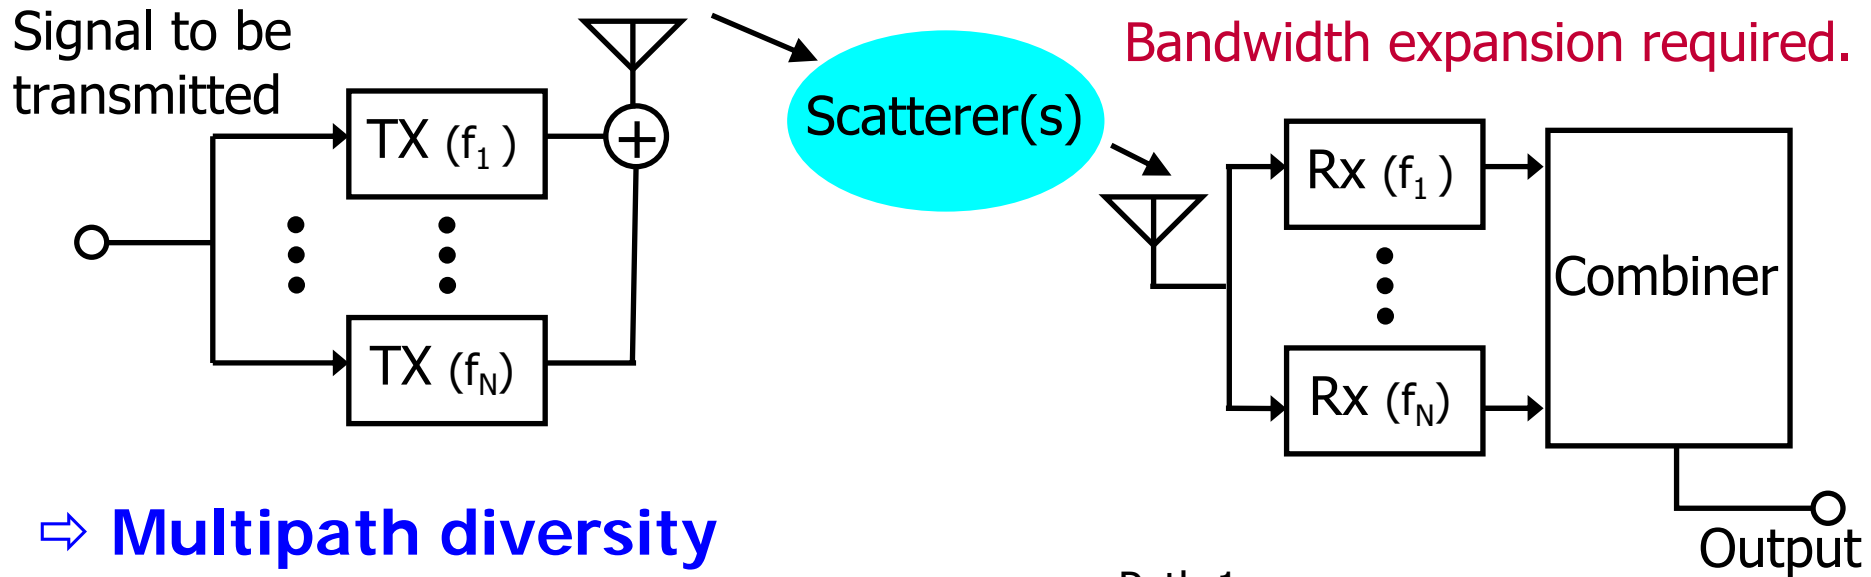 Signal to be
transmitted
Bandwidth expansion required.
Scatterer(s)
TX (f1 )
TX (fN)
Rx (f1 )
Rx (fN)
Combiner
Output
⇨ Multipath diversity